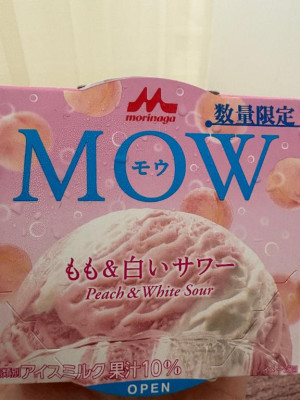 morinaga
数量限定
MOW
モウ
もも&白いサワー
Peach & White Sour
アイスミルク 果汁10%
OPEN